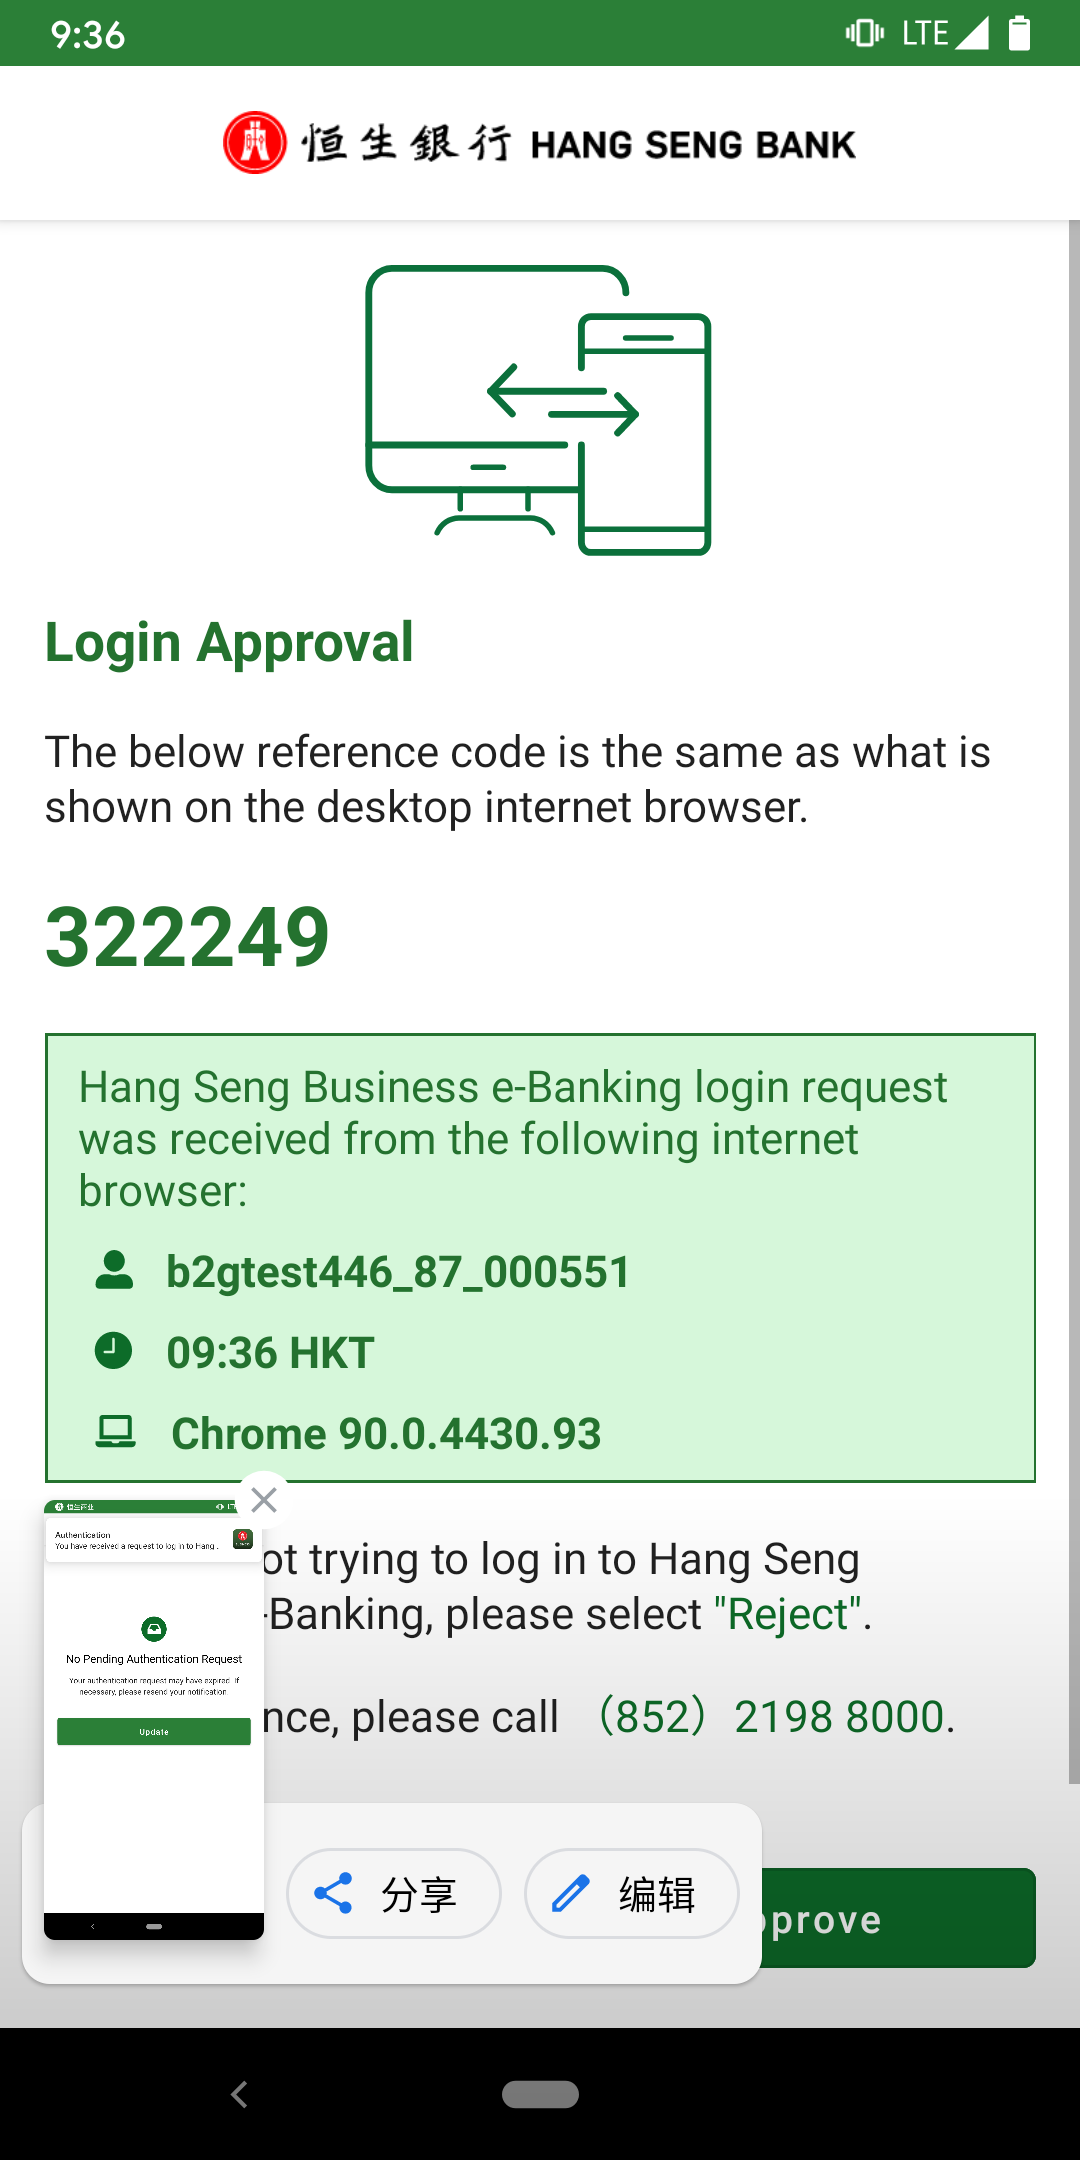 9:36
LTE
恒生銀行 HANG SENG BANK
Login Approval
The below reference code is the same as what is
shown on the desktop internet browser.
322249
Hang Seng Business e-Banking login request
was received from the following internet
browser:
b2gtest446_87_000551
09:36 HKT
Chrome 90.0.4430.93
ot trying to log in to Hang Seng
-Banking, please select "Reject".
nce, please call （852）2198 8000.
Authentication
You have received a request to log in to Hang ..
No Pending Authentication Request
Your authentication request may have expired. If
necessary, please resend your notification.
Update
分享
编辑
pprove